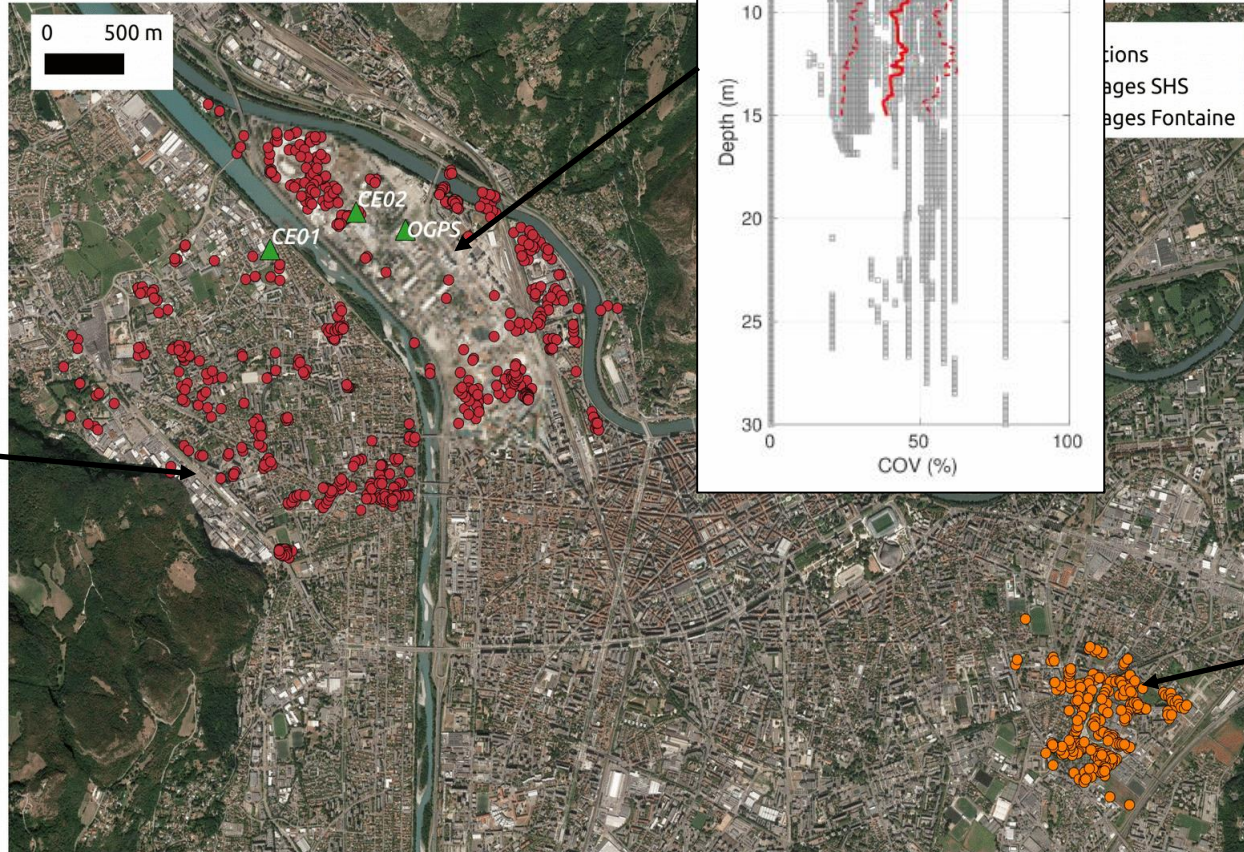 0 500 m
10
15
20
25
30
Depth (m)
0 50 100
COV (%)
tions
ages SHS
ages Fontaine
CE02
OGPS
CE01